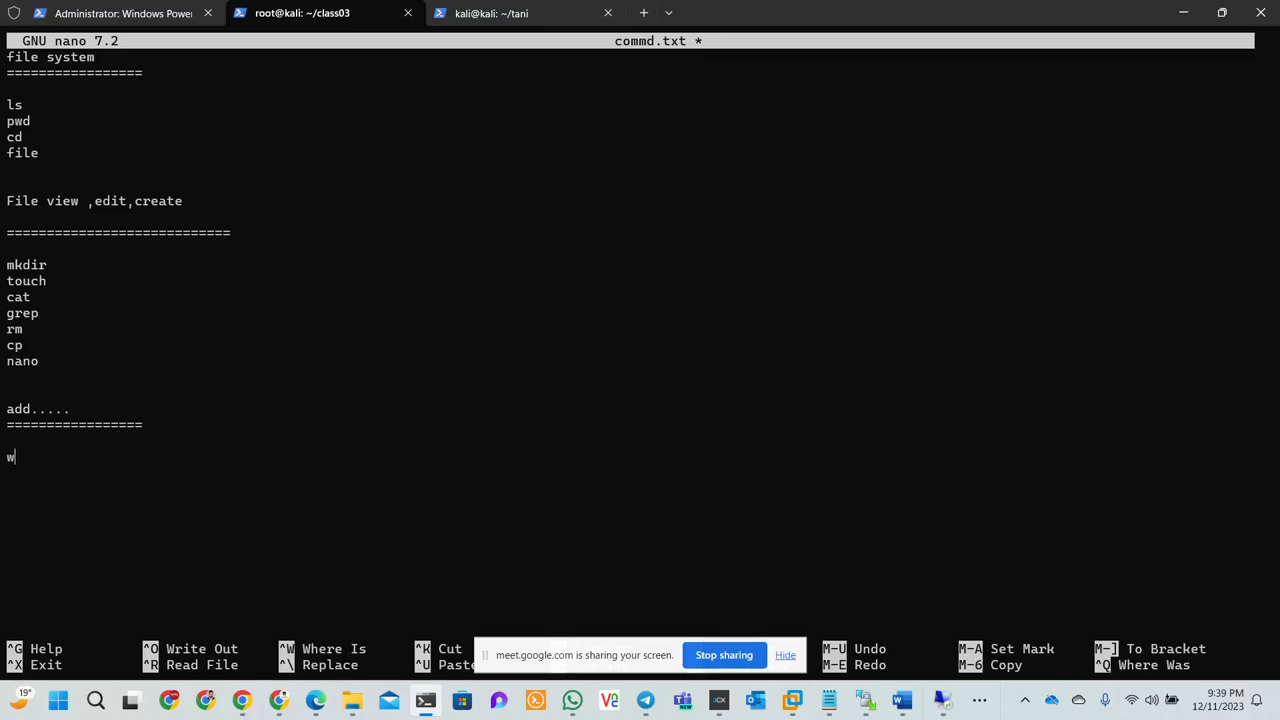 Administrator: Windows Power
root@kali: ~/class03
kali@kali: ~/tani
GNU nano 7.2
commd.txt *
file system
=================
ls
pwd
cd
file
File view ,edit,create
============================
mkdir
touch
cat
grep
rm
cp
nano
add.....
=================
w
^G Help
^O Write Out
^W Where Is
^K Cut
M-U Undo
M-A Set Mark
M-] To Bracket
^X Exit
^R Read File
^\ Replace
^U Paste
M-E Redo
M-6 Copy
^Q Where Was
meet.google.com is sharing your screen.
Stop sharing
Hide
19°
NEW
9:39 PM
12/11/2023